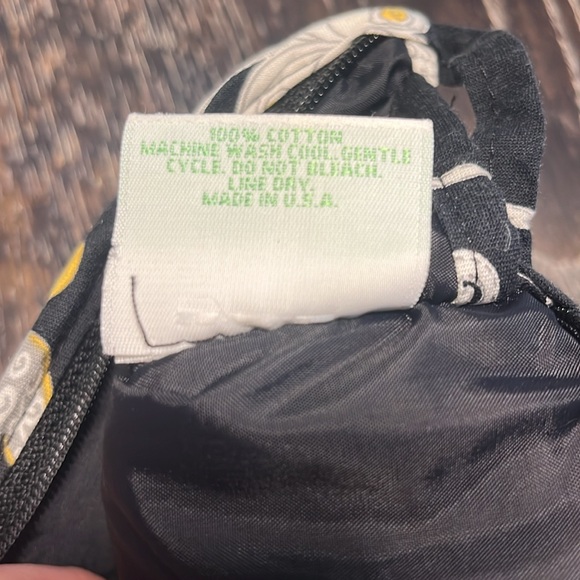 100% COTTON
MACHINE WASH COOL. GENTLE
CYCLE. DO NOT BLEACH.
LINE DRY.
MADE IN U.S.A.